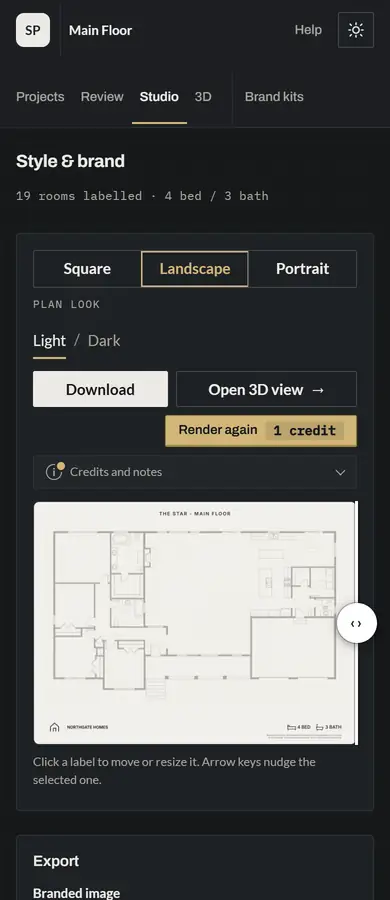 SP
Main Floor
Help
Projects
Review
Studio
3D
Brand kits
Style & brand
19 rooms labelled · 4 bed / 3 bath
Square
Landscape
Portrait
PLAN LOOK
Light / Dark
Download
Open 3D view →
Render again 1 credit
Credits and notes
THE STAR - MAIN FLOOR
NORTHGATE HOMES
4 BED
3 BATH
Click a label to move or resize it. Arrow keys nudge the
selected one.
Export
Branded image